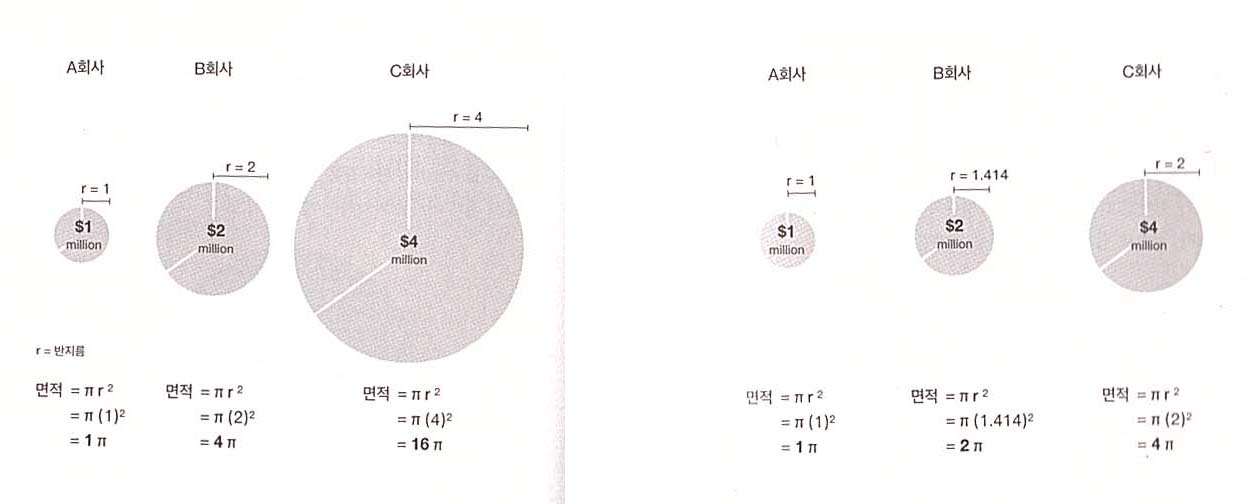 A회사 B회사 C회사
r = 4
r = 2
r = 1
$1
million
$2
million
$4
million
r = 반지름
면적 = π r ² 면적 = π r ² 면적 = π r ²
= π (1)² = π (2)² = π (4)²
= 1 π = 4 π = 16 π
A회사 B회사 C회사
r = 1 r = 1.414 r = 2
$1
million
$2
million
$4
million
면적 = π r ² 면적 = π r ² 면적 = π r ²
= π (1)² = π (1.414)² = π (2)²
= 1 π = 2 π = 4 π